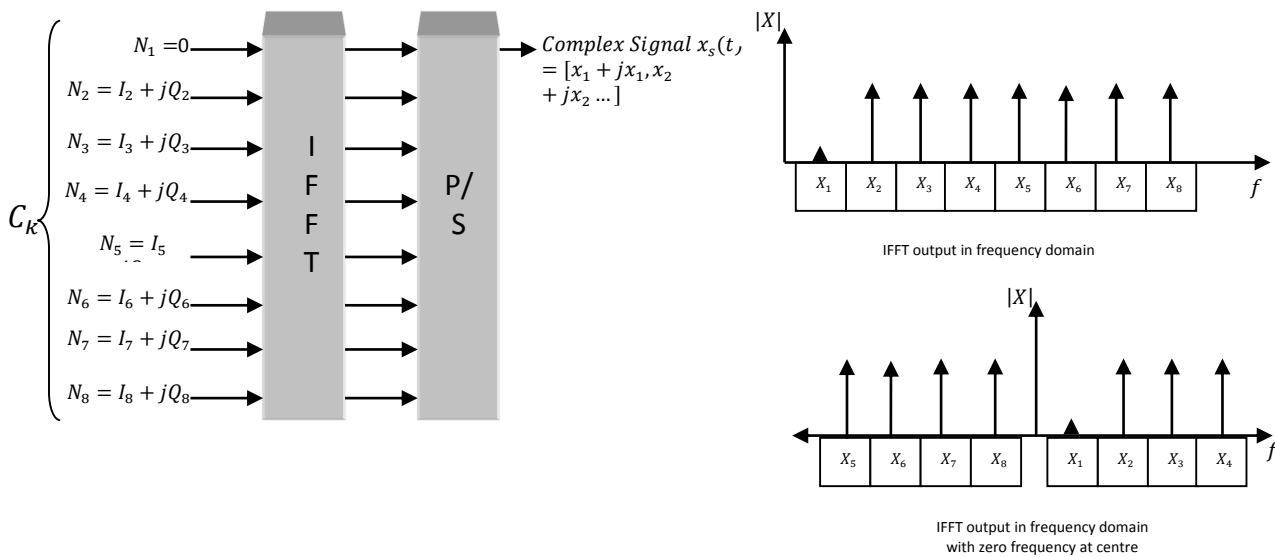 N₁ =0
N₂ = I₂ + jQ₂
N₃ = I₃ + jQ₃
N₄ = I₄ + jQ₄
N₅ = I₅
N₆ = I₆ + jQ₆
N₇ = I₇ + jQ₇
N₈ = I₈ + jQ₈
Cₖ
I
F
F
T
P/
S
Complex Signal xₛ(t,
= [x₁ + jx₁, x₂
+ jx₂ … ]
|X|
X₁ X₂ X₃ X₄ X₅ X₆ X₇ X₈
f
IFFT output in frequency domain
|X|
X₅ X₆ X₇ X₈ X₁ X₂ X₃ X₄
f
IFFT output in frequency domain
with zero frequency at centre